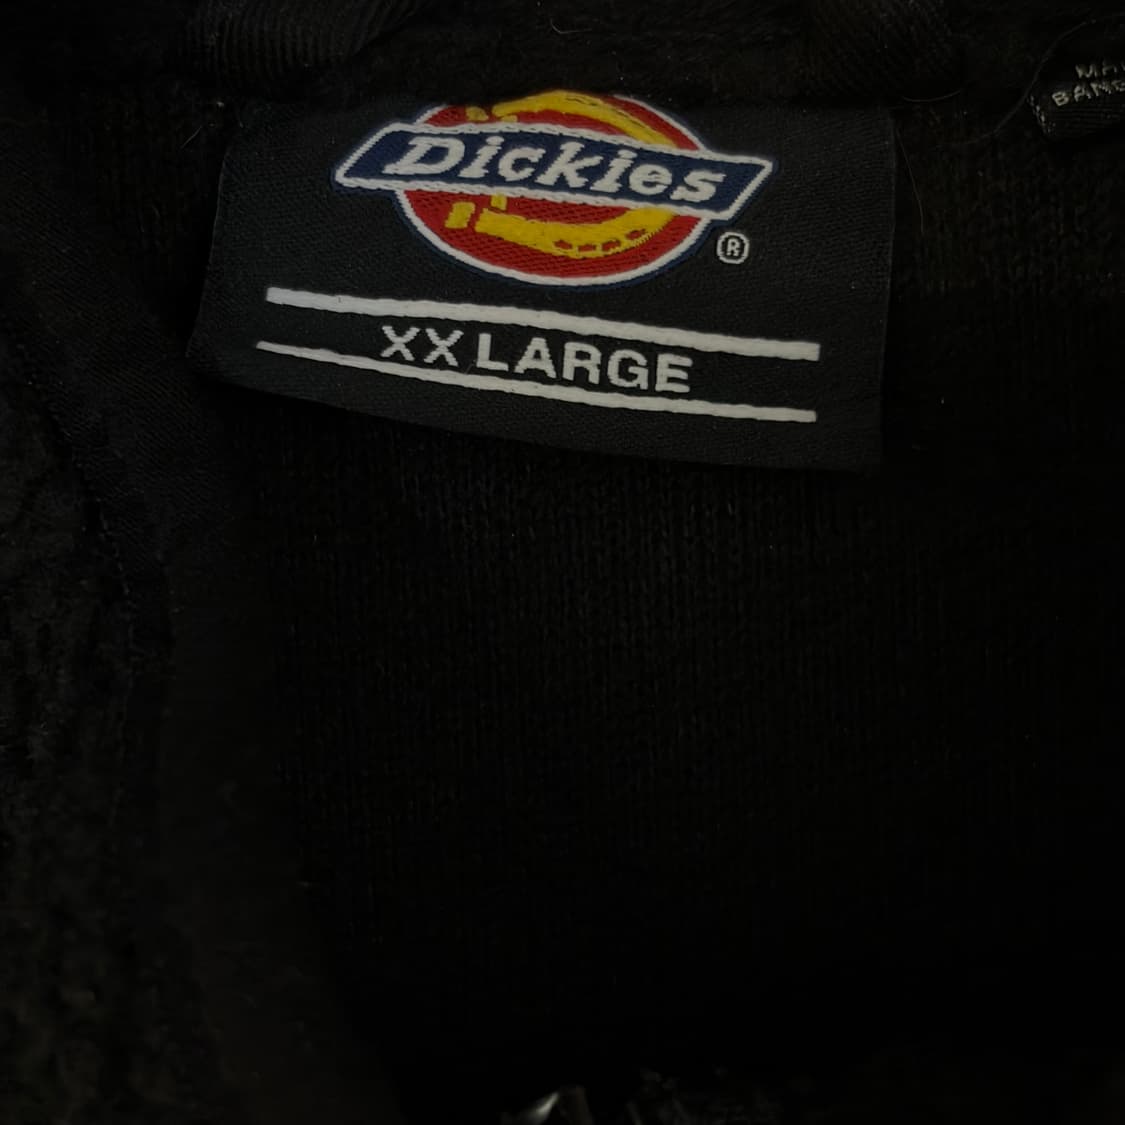 Dickies
®
XX LARGE